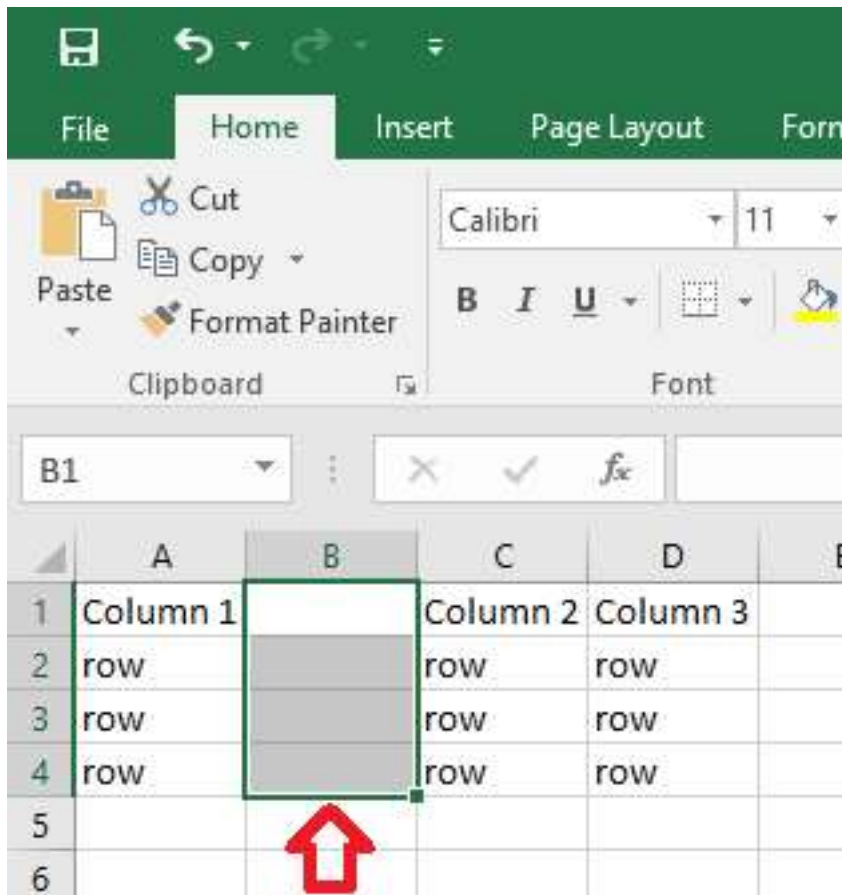 File Home Insert Page Layout
Cut
Copy
Paste
Format Painter
Clipboard
Calibri 11
B I U
Font
B1 fx
A B C D
1 Column 1 Column 2 Column 3
2 row row row
3 row row row
4 row row row
5
6